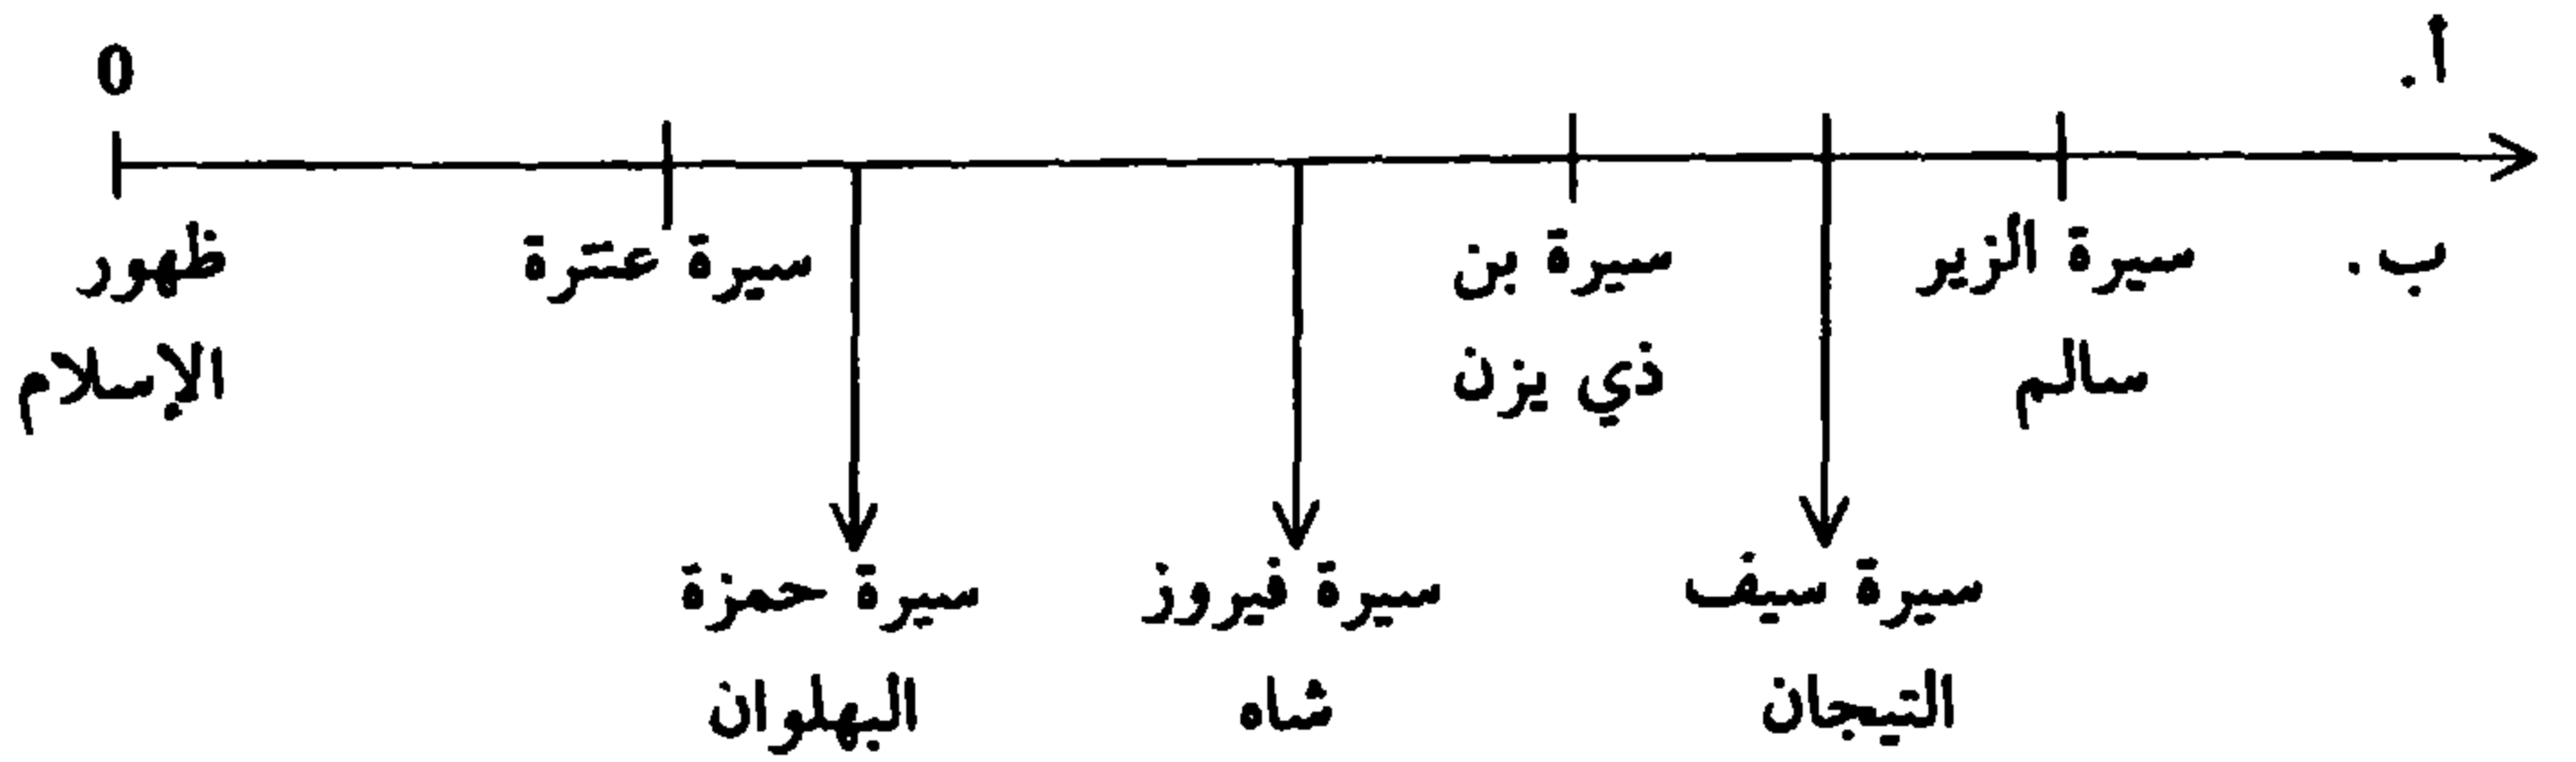 أ.
0
ب.
سيرة الزير
سالم
سيرة بن
ذي يزن
سيرة عنترة
ظهور
الإسلام
سيرة سيف
التيجان
سيرة فيروز
شاه
سيرة حمزة
البهلوان